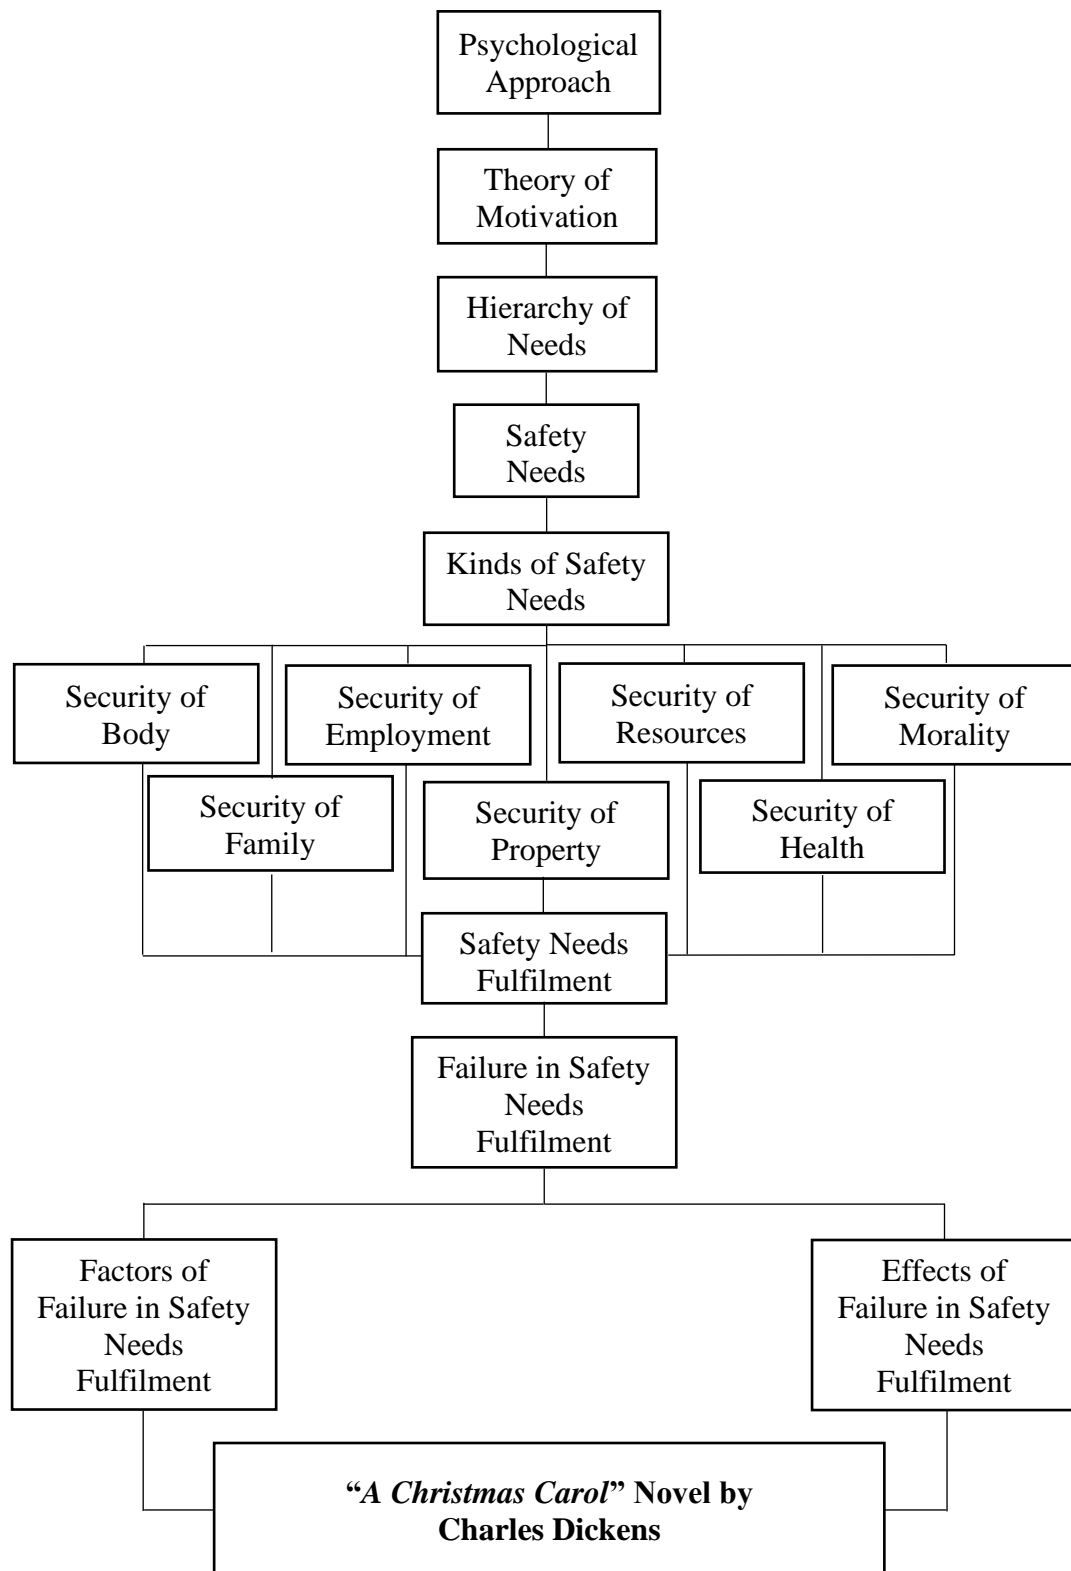 Psychological
Approach
Theory of
Motivation
Hierarchy of
Needs
Safety
Needs
Kinds of Safety
Needs
Security of
Body
Security of
Employment
Security of
Resources
Security of
Morality
Security of
Family
Security of
Property
Security of
Health
Safety Needs
Fulfilment
Failure in Safety
Needs
Fulfilment
Factors of
Failure in Safety
Needs
Fulfilment
Effects of
Failure in Safety
Needs
Fulfilment
“A Christmas Carol” Novel by
Charles Dickens